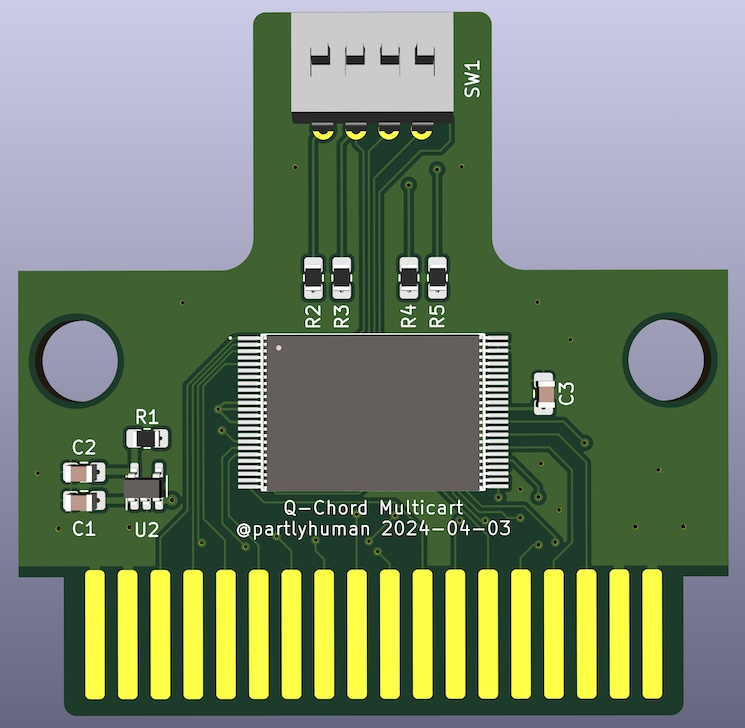 SW1
R2
R3
R4
R5
C3
R1
C2
C1
U2
Q-Chord Multicart
@partlyhuman 2024-04-03